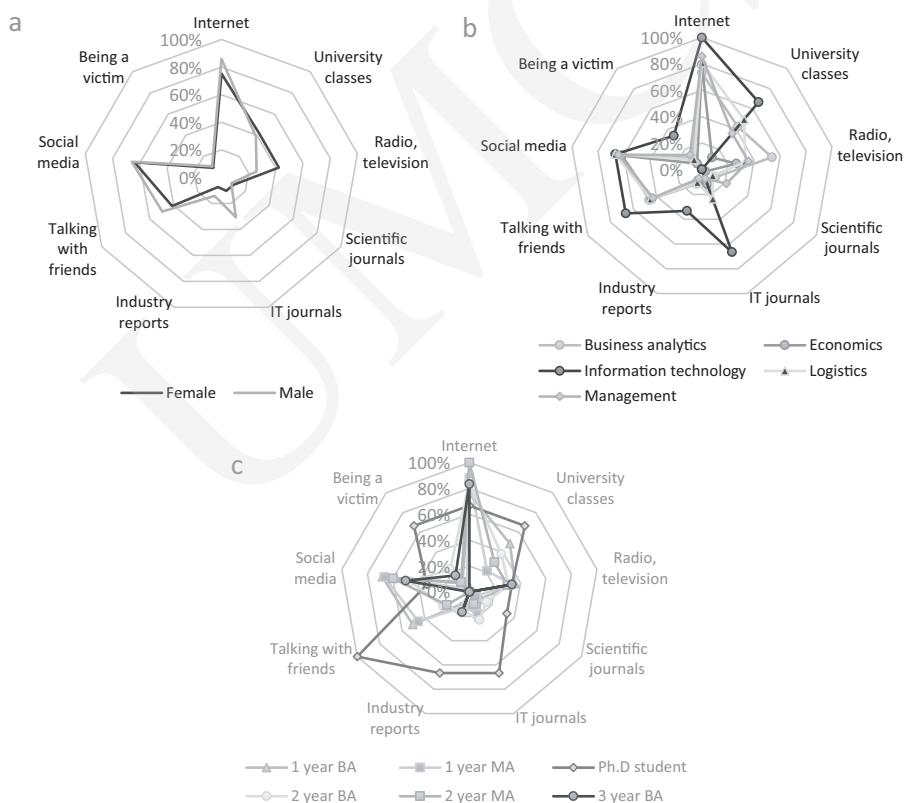 a
Internet
University
classes
Radio,
television
Scientific
journals
IT journals
Industry
reports
Talking
with
friends
Social
media
Being a
victim
100%
80%
60%
40%
20%
0%
Female
Male
b
Internet
University
classes
Radio,
television
Scientific
journals
IT journals
Industry
reports
Talking
with friends
Social media
Being a victim
100%
80%
60%
40%
20%
0%
Business analytics
Economics
Information technology
Logistics
Management
c
Internet
University
classes
Radio,
television
Scientific
journals
IT journals
Industry
reports
Talking with
friends
Social
media
Being a
victim
100%
80%
60%
40%
20%
0%
1 year BA
1 year MA
Ph.D student
2 year BA
2 year MA
3 year BA
UMC